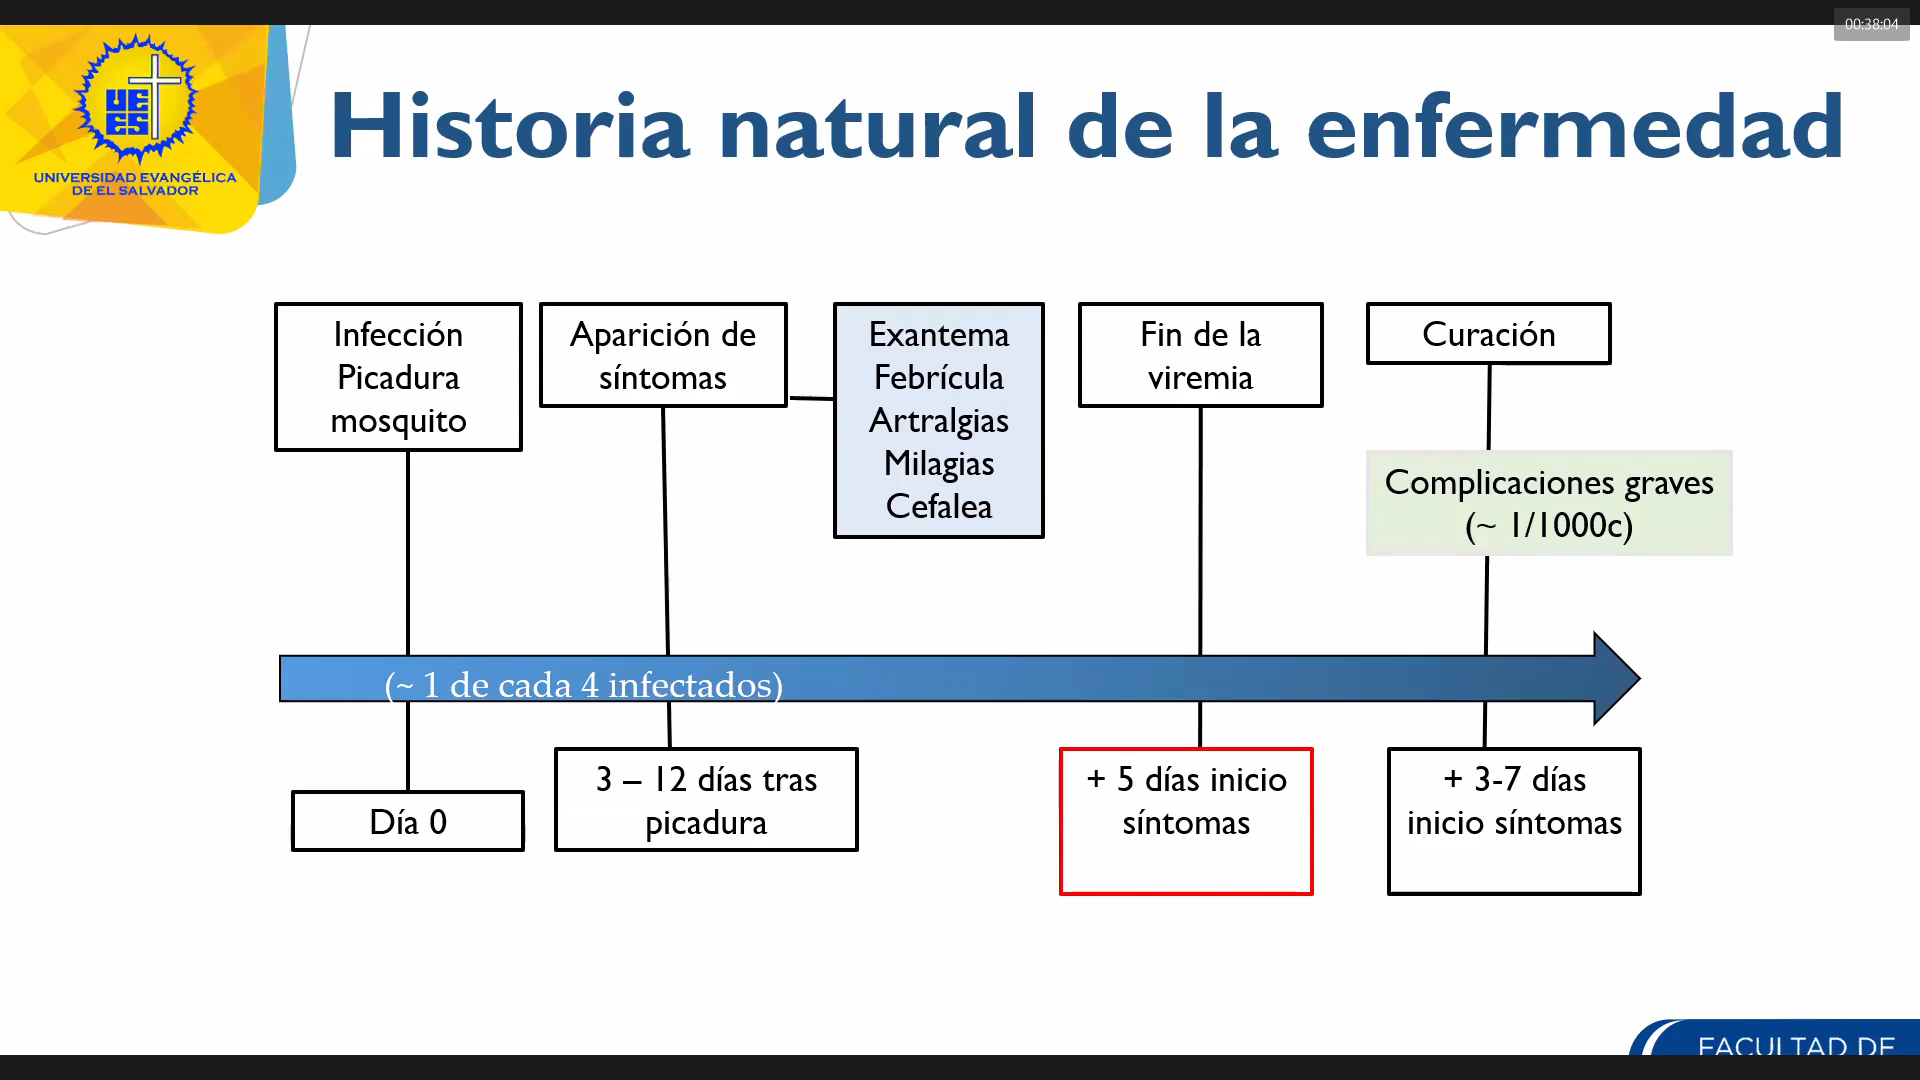 00:38:04
UE
ES
UNIVERSIDAD EVANGÉLICA
DE EL SALVADOR
Historia natural de la enfermedad
Infección
Picadura
mosquito
Aparición de
síntomas
Exantema
Febrícula
Artralgias
Milagias
Cefalea
Fin de la
viremia
Curación
Complicaciones graves
(~ 1/1000c)
(~ 1 de cada 4 infectados)
Día 0
3 – 12 días tras
picadura
+ 5 días inicio
síntomas
+ 3-7 días
inicio síntomas
FACULTAD DE